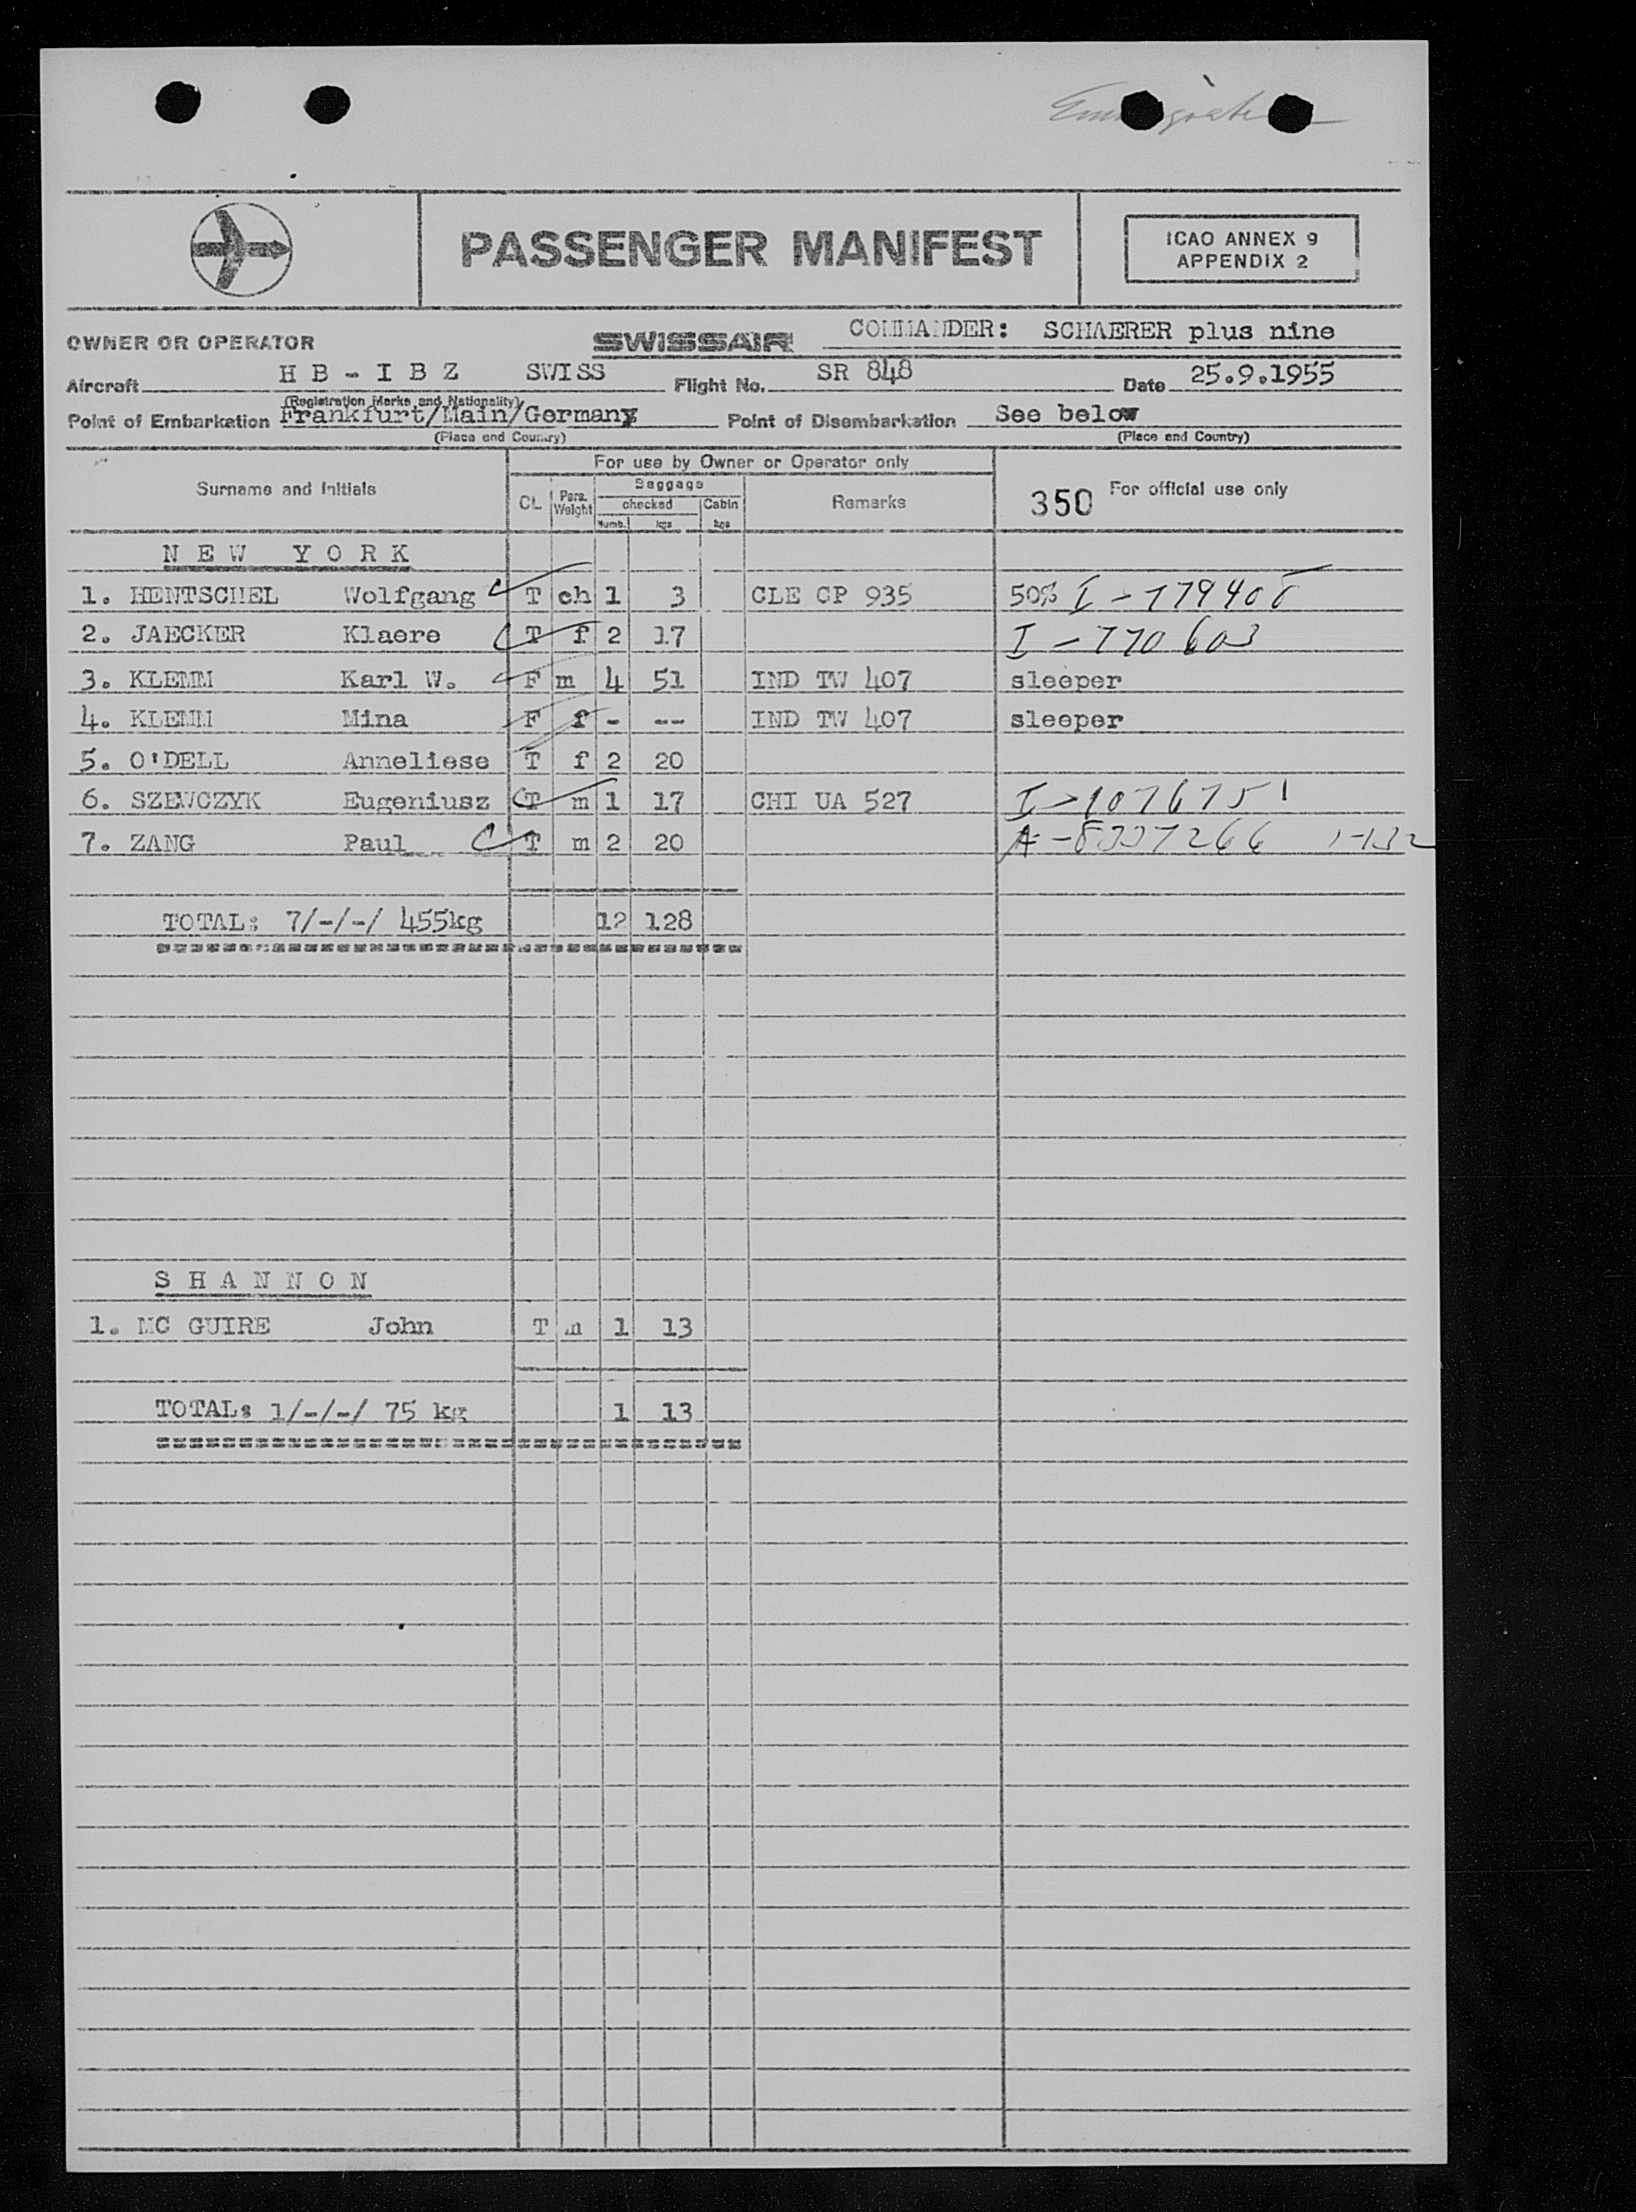 PASSENGER MANIFEST
ICAO ANNEX 9
APPENDIX 2
OWNER OR OPERATOR SWISSAIR COMMANDER: SCHAERER plus nine
Aircraft HB-IBZ SWISS Flight No. SR 848 Date 25.9.1955
(Registration Marks and Nationality)
Point of Embarkation Frankfurt/Main/Germany Point of Disembarkation See below
(Place and Country) (Place and Country)
For use by Owner or Operator only
Surname and Initials CL Pers. Weight Baggage checked Numb. kgs Cabin kgs Remarks 350 For official use only
NEW YORK
1. HENTSCHEL Wolfgang T ch 1 3 CLE CP 935 50%
2. JAECKER Klaere T f 2 17 I-770603
3. KLEMM Karl W. F m 4 51 IND TW 407 sleeper
4. KLEMM Mina F f - -- IND TW 407 sleeper
5. O'DELL Anneliese T f 2 20
6. SZEWCZYK Eugeniusz T m 1 17 CHI UA 527
7. ZANG Paul T m 2 20
TOTAL: 7/-/-/ 455kg 12 128
SHANNON
1. MC GUIRE John T m 1 13
TOTAL: 1/-/-/ 75 kg 1 13